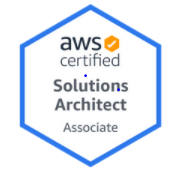 aws
certified
Solutions
Architect
Associate